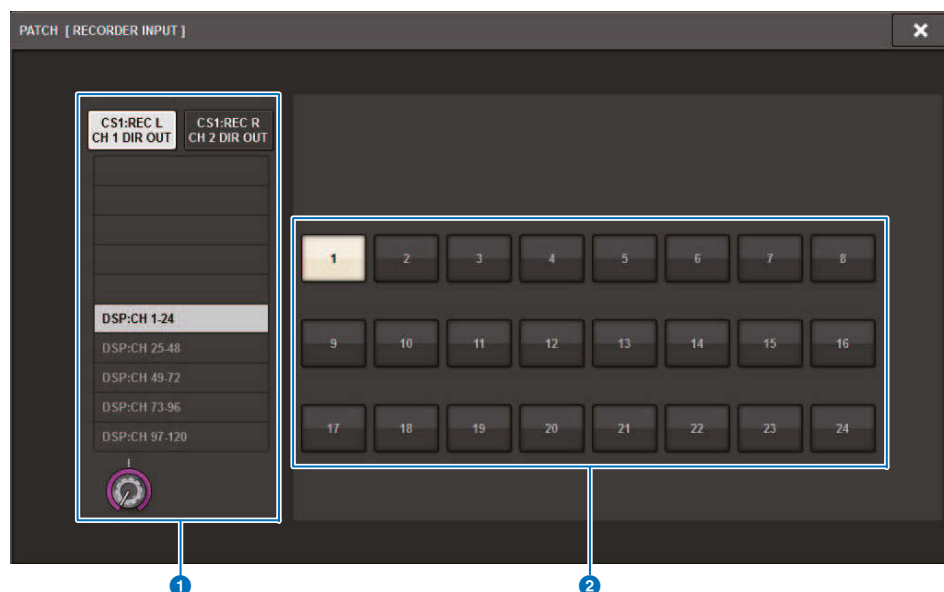 PATCH [ RECORDER INPUT ]
CS1:REC L CS1:REC R
CH 1 DIR OUT CH 2 DIR OUT
DSP:CH 1-24
DSP:CH 25-48
DSP:CH 49-72
DSP:CH 73-96
DSP:CH 97-120
1 2 3 4 5 6 7 8
9 10 11 12 13 14 15 16
17 18 19 20 21 22 23 24
1 2